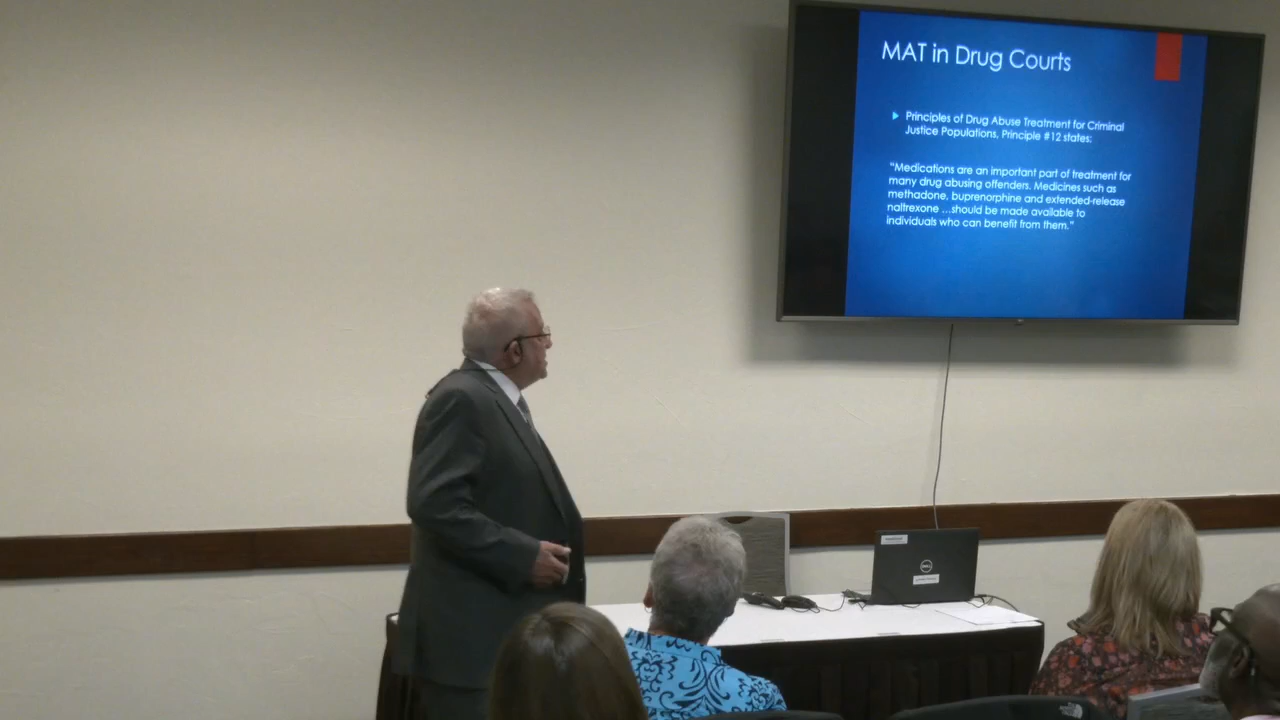 MAT in Drug Courts
Principles of Drug Abuse Treatment for Criminal
Justice Populations, Principle #12 states:
“Medications are an important part of treatment for
many drug abusing offenders. Medicines such as
methadone, buprenorphine and extended-release
naltrexone ...should be made available to
individuals who can benefit from them.”
DELL